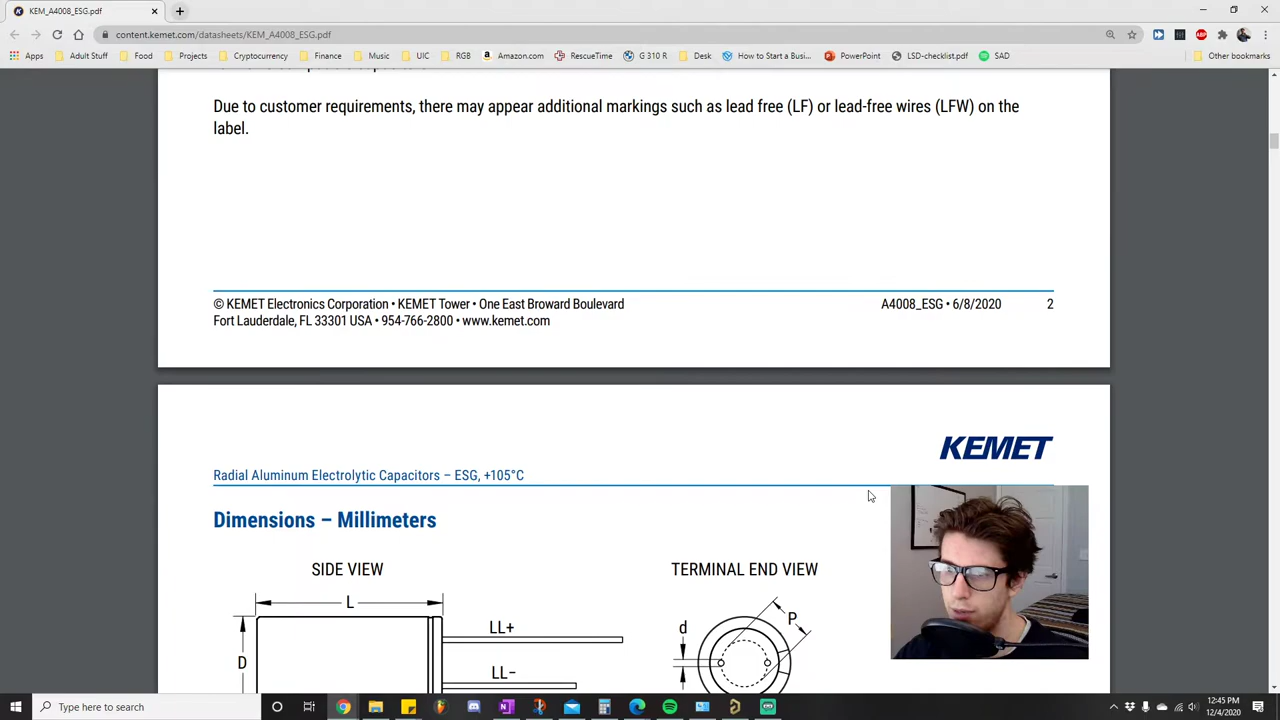 KEM_A4008_ESG.pdf
content.kemet.com/datasheets/KEM_A4008_ESG.pdf
Apps
Adult Stuff
Food
Projects
Cryptocurrency
Finance
Music
UIC
RGB
Amazon.com
RescueTime
G 310 R
Desk
How to Start a Busi...
PowerPoint
LSD-checklist.pdf
SAD
Other bookmarks
Due to customer requirements, there may appear additional markings such as lead free (LF) or lead-free wires (LFW) on the
label.
© KEMET Electronics Corporation • KEMET Tower • One East Broward Boulevard
A4008_ESG • 6/8/2020
2
Fort Lauderdale, FL 33301 USA • 954-766-2800 • www.kemet.com
KEMET
Radial Aluminum Electrolytic Capacitors – ESG, +105°C
Dimensions – Millimeters
SIDE VIEW
TERMINAL END VIEW
L
LL+
D
LL−
d
P
Type here to search
12:45 PM
12/4/2020